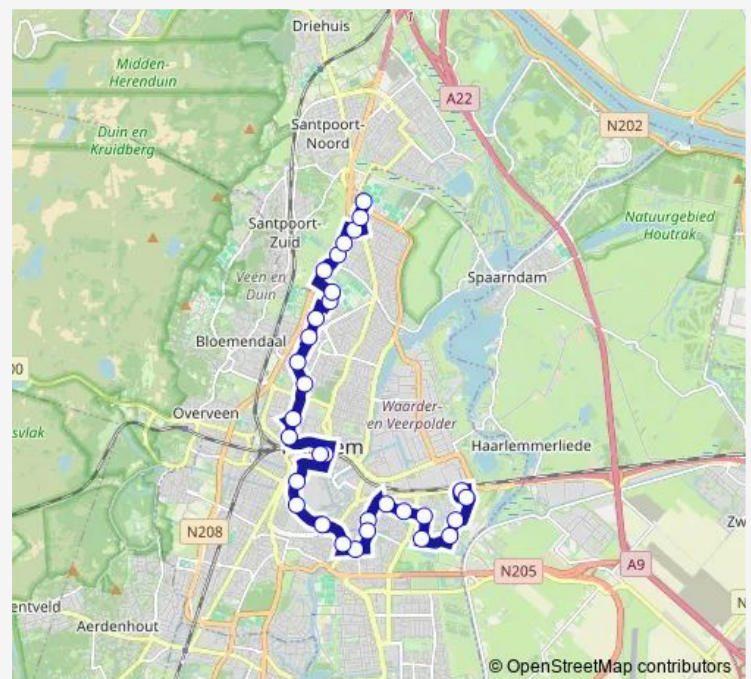 Driehuis
Midden-
Herenduin
A22
N202
Santpoort-
Noord
Duin en
Kruidberg
Natuurgebied
Houtrak
Santpoort-
Zuid
Spaarndam
Veen en
Duin
Bloemendaal
Overveen
Waarder-
en Veerpolder
Haarlemmerliede
N208
N205
A9
Aerdenhout
© OpenStreetMap contributors